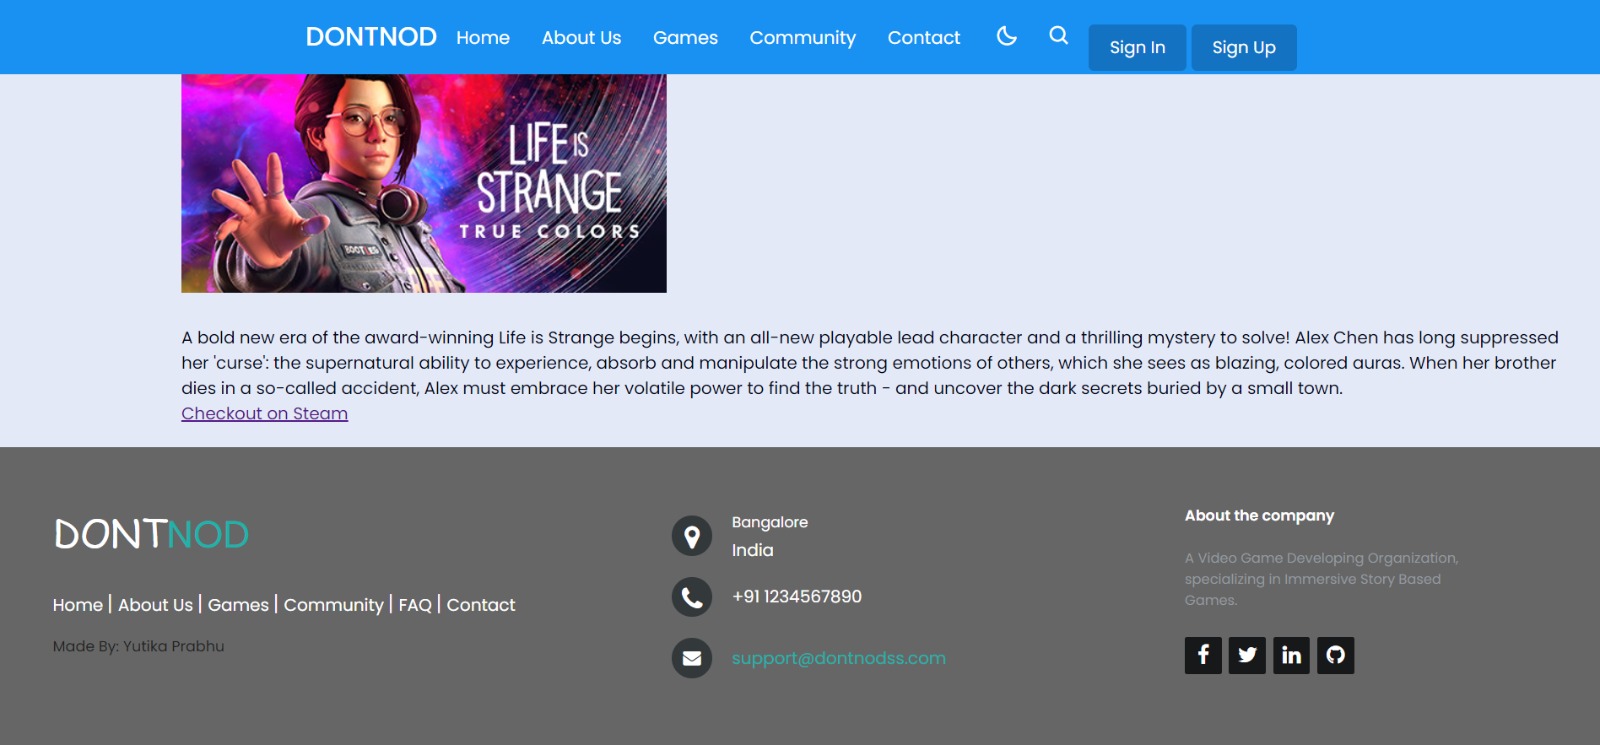 DONTNOD Home About Us Games Community Contact Sign In Sign Up
LIFE IS
STRANGE
TRUE COLORS
A bold new era of the award-winning Life is Strange begins, with an all-new playable lead character and a thrilling mystery to solve! Alex Chen has long suppressed
her 'curse': the supernatural ability to experience, absorb and manipulate the strong emotions of others, which she sees as blazing, colored auras. When her brother
dies in a so-called accident, Alex must embrace her volatile power to find the truth - and uncover the dark secrets buried by a small town.
Checkout on Steam
DONTNOD
Home | About Us | Games | Community | FAQ | Contact
Made By: Yutika Prabhu
Bangalore
India
+91 1234567890
support@dontnodss.com
About the company
A Video Game Developing Organization,
specializing in Immersive Story Based
Games.